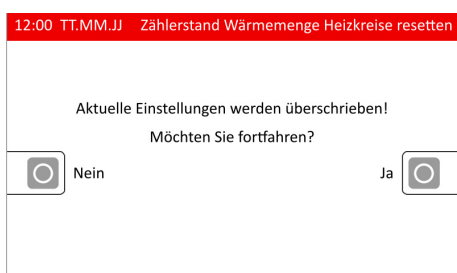 12:00 TT.MM.JJ Zählerstand Wärmemenge Heizkreise resetten
Aktuelle Einstellungen werden überschrieben!
Möchten Sie fortfahren?
Nein Ja